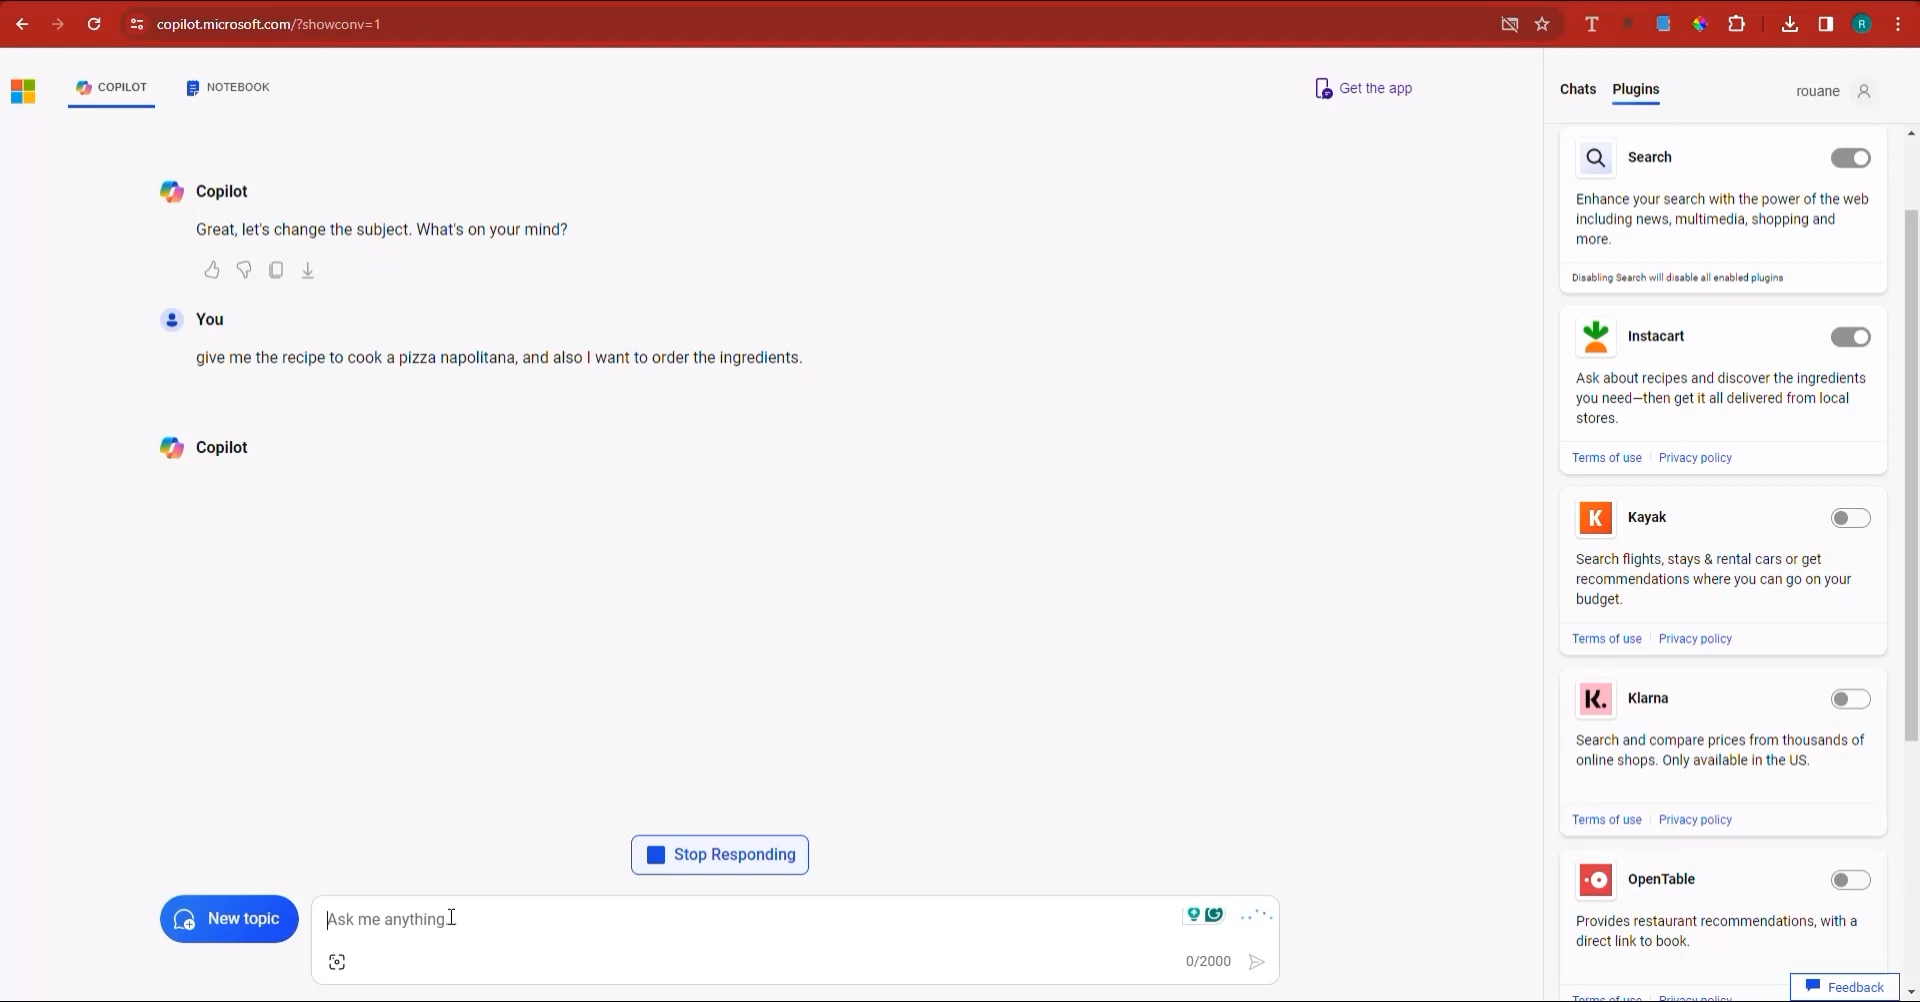 copilot.microsoft.com/?showconv=1
T
R
COPILOT
NOTEBOOK
Get the app
Chats
Plugins
rouane
Copilot
Great, let's change the subject. What's on your mind?
You
give me the recipe to cook a pizza napolitana, and also I want to order the ingredients.
Copilot
Stop Responding
New topic
Ask me anything.
0/2000
Search
Enhance your search with the power of the web
including news, multimedia, shopping and
more.
Disabling Search will disable all enabled plugins
Instacart
Ask about recipes and discover the ingredients
you need—then get it all delivered from local
stores.
Terms of use
Privacy policy
K
Kayak
Search flights, stays & rental cars or get
recommendations where you can go on your
budget.
Terms of use
Privacy policy
K.
Klarna
Search and compare prices from thousands of
online shops. Only available in the US.
Terms of use
Privacy policy
OpenTable
Provides restaurant recommendations, with a
direct link to book.
Terms of use
Privacy policy
Feedback